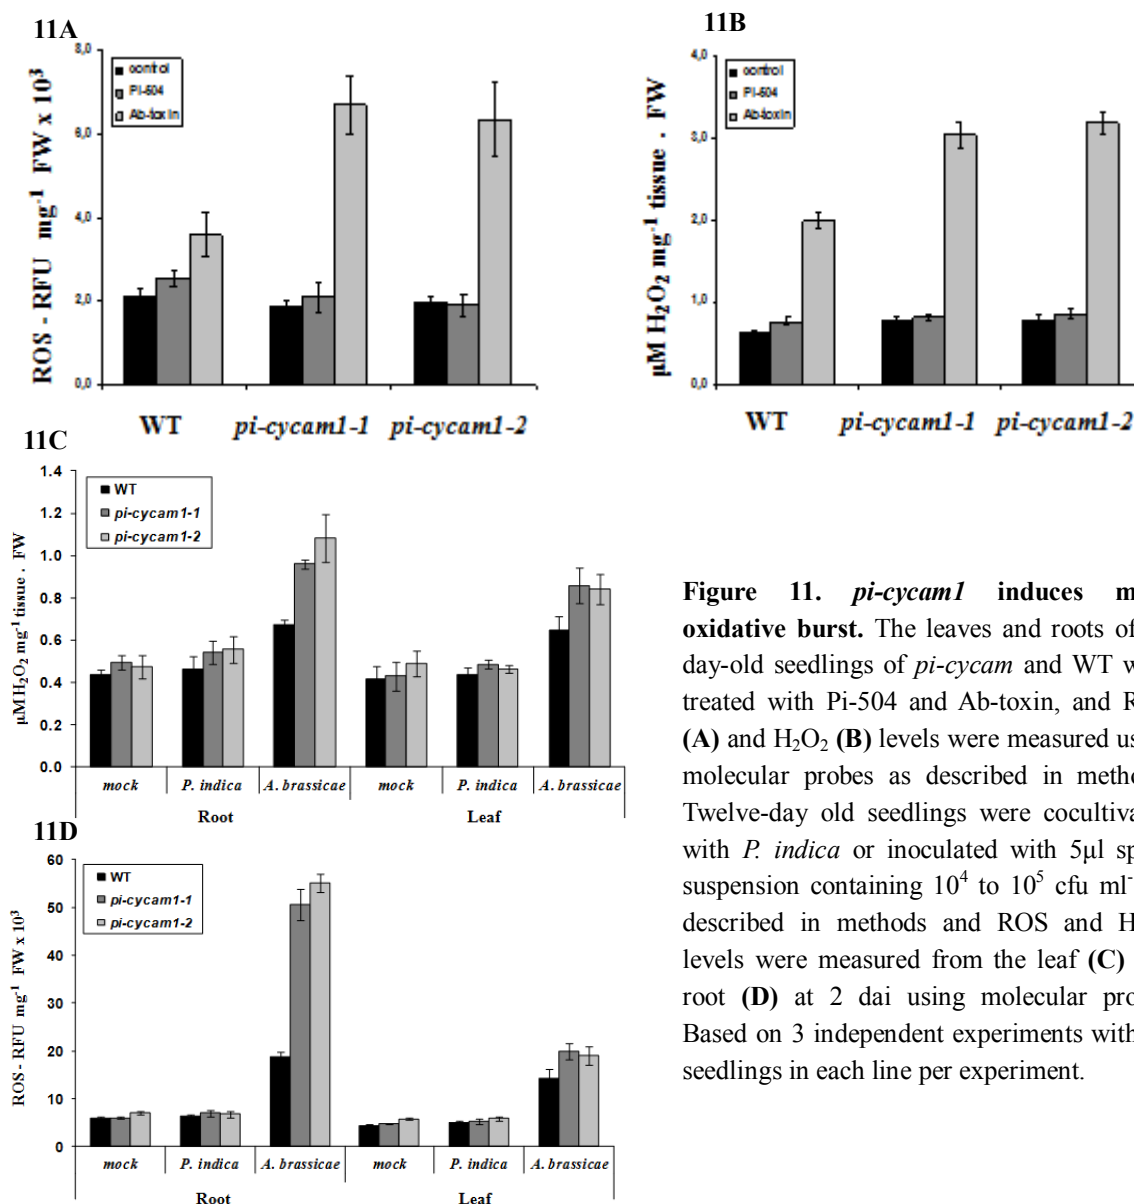 11A
8,0
6,0
4,0
2,0
0,0
ROS - RFU mg-1 FW x 103
control
Pi-504
Ab-toxin
WT
pi-cycam1-1
pi-cycam1-2
11B
4,0
3,0
2,0
1,0
0,0
µM H2O2 mg-1 tissue . FW
control
Pi-504
Ab-toxin
WT
pi-cycam1-1
pi-cycam1-2
11C
1.4
1.2
1.0
0.8
0.6
0.4
0.2
0.0
µM H2O2 mg-1 tissue . FW
WT
pi-cycam1-1
pi-cycam1-2
mock
P. indica
A. brassicae
mock
P. indica
A. brassicae
Root
Leaf
11D
60
50
40
30
20
10
0
ROS - RFU mg-1 FW x 103
WT
pi-cycam1-1
pi-cycam1-2
mock
P. indica
A. brassicae
mock
P. indica
A. brassicae
Root
Leaf
Figure 11. pi-cycam1 induces
oxidative burst. The leaves and roots of
day-old seedlings of pi-cycam and WT
treated with Pi-504 and Ab-toxin, and
(A) and H2O2 (B) levels were measured
molecular probes as described in
Twelve-day old seedlings were
with P. indica or inoculated with 5µl
suspension containing 104 to 105 cfu ml-
described in methods and ROS and
levels were measured from the leaf (C)
root (D) at 2 dai using molecular
Based on 3 independent experiments with
seedlings in each line per experiment.